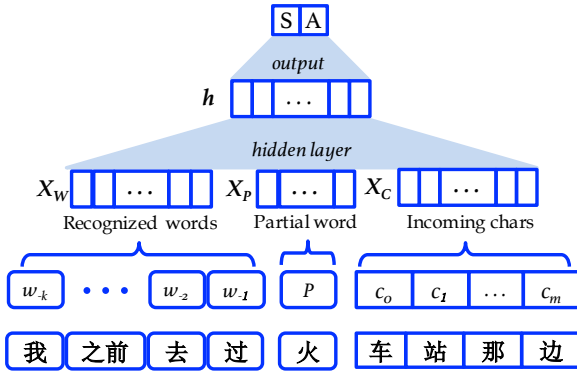 S A
output
h ...
hidden layer
X_W ... X_P ... X_C ...
Recognized words Partial word Incoming chars
w_-k • • • w_-2 w_-1 P c_o c_1 ... c_m
我 之前 去 过 火 车 站 那 边